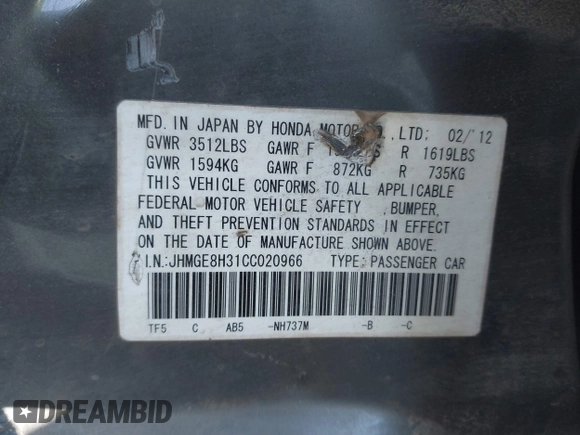 MFD. IN JAPAN BY HONDA MOTOR CO., LTD: 02/'12
GVWR 3512LBS GAWR F R 1619LBS
GVWR 1594KG GAWR F 872KG R 735KG
THIS VEHICLE CONFORMS TO ALL APPLICABLE
FEDERAL MOTOR VEHICLE SAFETY ,BUMPER,
AND THEFT PREVENTION STANDARDS IN EFFECT
ON THE DATE OF MANUFACTURE SHOWN ABOVE.
I.N.:JHMGE8H31CC020966 TYPE:PASSENGER CAR
TF5 C AB5 -NH737M -B -C
DREAMBID